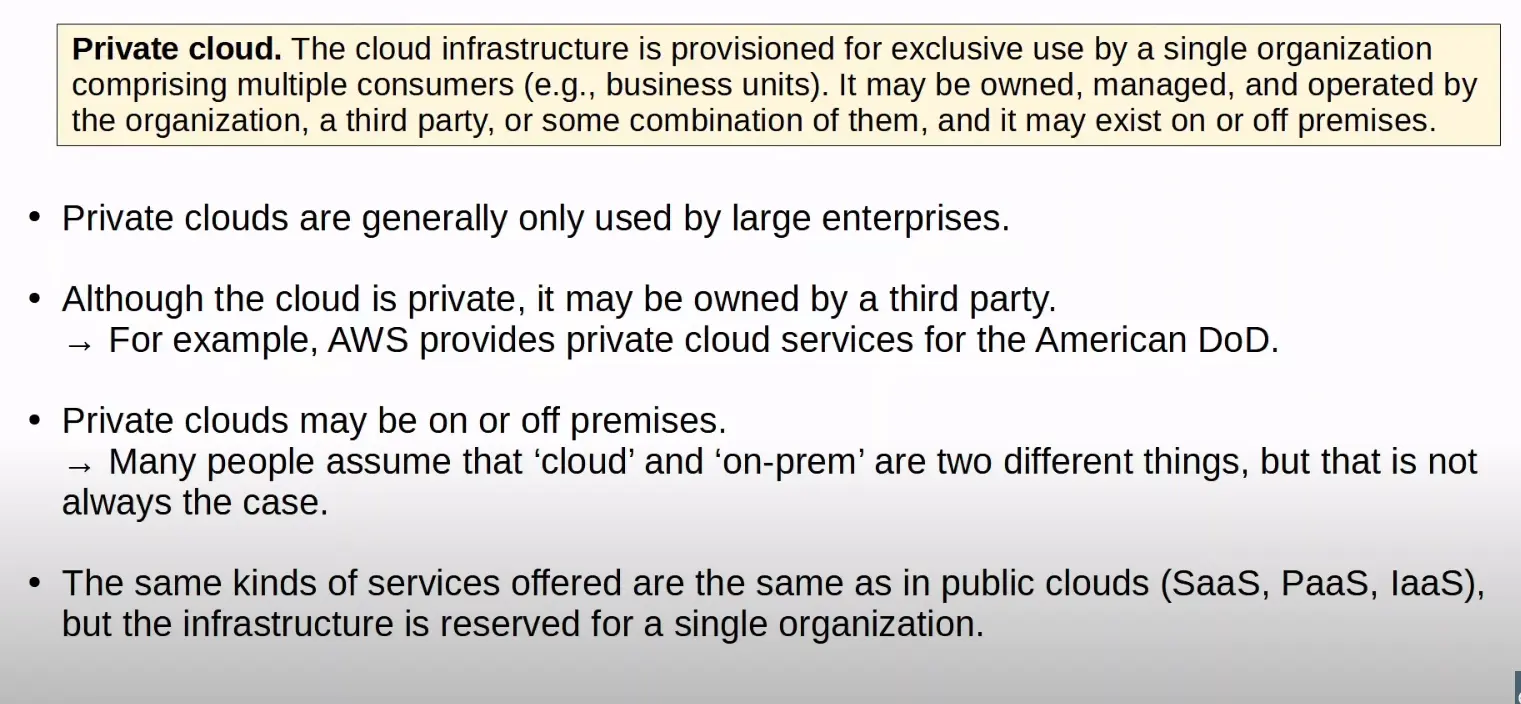 Private cloud. The cloud infrastructure is provisioned for exclusive use by a single organization
comprising multiple consumers (e.g., business units). It may be owned, managed, and operated by
the organization, a third party, or some combination of them, and it may exist on or off premises.
• Private clouds are generally only used by large enterprises.
• Although the cloud is private, it may be owned by a third party.
→ For example, AWS provides private cloud services for the American DoD.
• Private clouds may be on or off premises.
→ Many people assume that ‘cloud’ and ‘on-prem’ are two different things, but that is not
always the case.
• The same kinds of services offered are the same as in public clouds (SaaS, PaaS, IaaS),
but the infrastructure is reserved for a single organization.